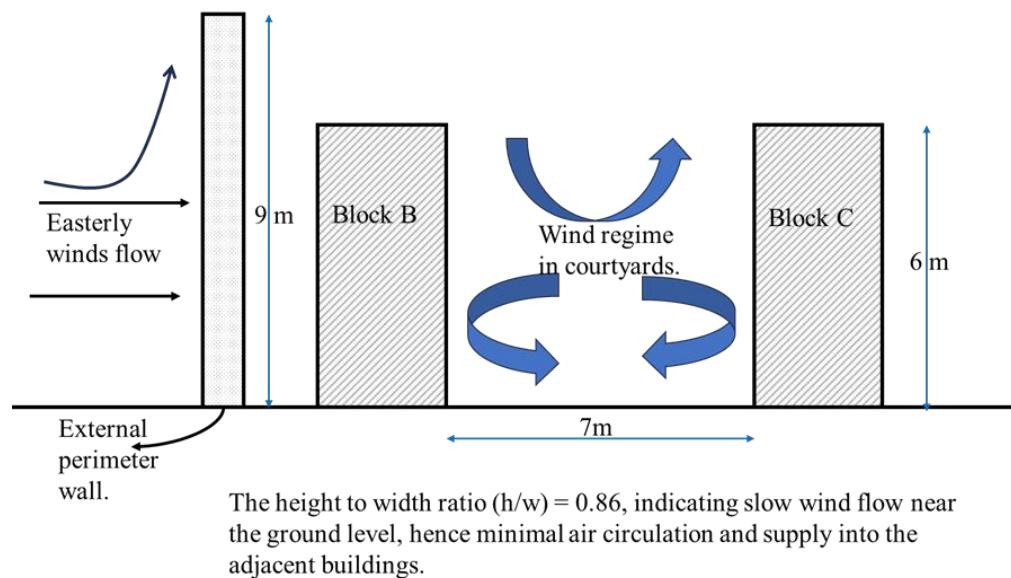 Easterly
winds flow
9 m
Block B
Wind regime
in courtyards.
Block C
6 m
External
perimeter
wall.
7m
The height to width ratio (h/w) = 0.86, indicating slow wind flow near
the ground level, hence minimal air circulation and supply into the
adjacent buildings.